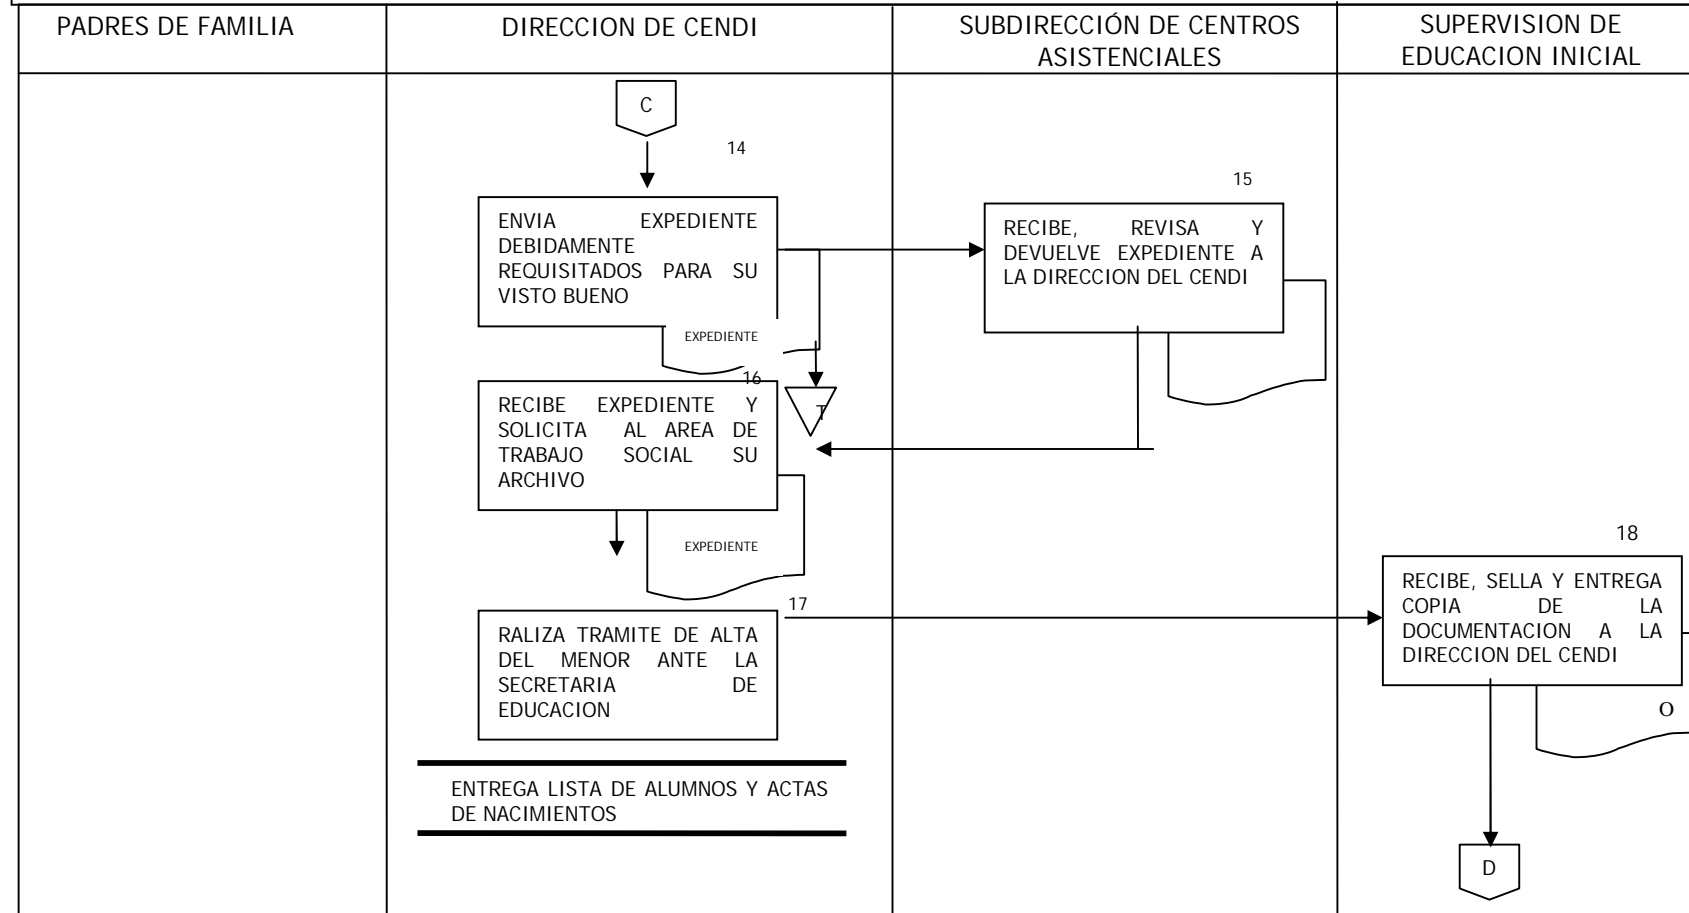 PADRES DE FAMILIA
DIRECCION DE CENDI
SUBDIRECCIÓN DE CENTROS
ASISTENCIALES
SUPERVISION DE
EDUCACION INICIAL
C
14
ENVIA EXPEDIENTE
DEBIDAMENTE
REQUISITADOS PARA SU
VISTO BUENO
EXPEDIENTE
15
RECIBE, REVISA Y
DEVUELVE EXPEDIENTE A
LA DIRECCION DEL CENDI
T
16
RECIBE EXPEDIENTE Y
SOLICITA AL AREA DE
TRABAJO SOCIAL SU
ARCHIVO
EXPEDIENTE
17
RALIZA TRAMITE DE ALTA
DEL MENOR ANTE LA
SECRETARIA DE
EDUCACION
18
RECIBE, SELLA Y ENTREGA
COPIA DE LA
DOCUMENTACION A LA
DIRECCION DEL CENDI
O
ENTREGA LISTA DE ALUMNOS Y ACTAS
DE NACIMIENTOS
D